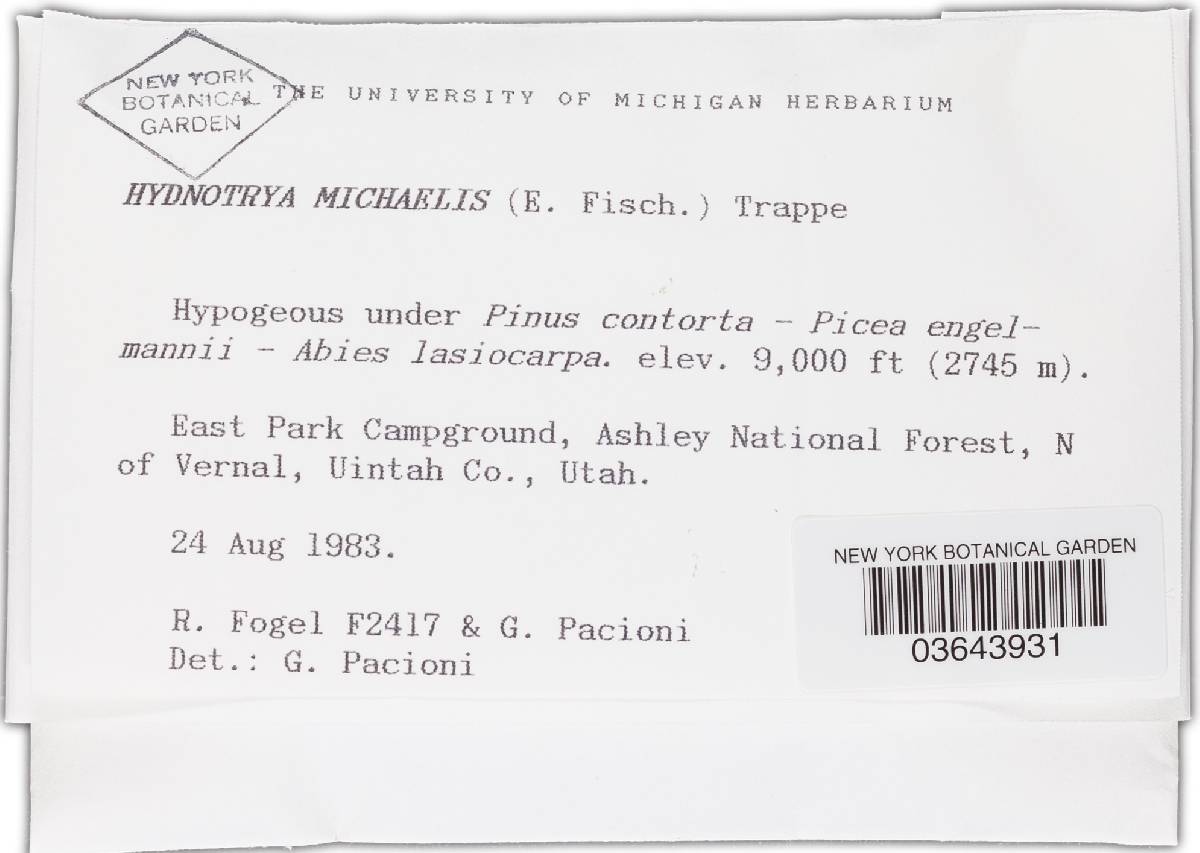 NEW YORK
BOTANICAL
GARDEN
THE UNIVERSITY OF MICHIGAN HERBARIUM
HYDNOTRYA MICHAELIS (E. Fisch.) Trappe
Hypogeous under Pinus contorta - Picea engel-
mannii - Abies lasiocarpa. elev. 9,000 ft (2745 m).
East Park Campground, Ashley National Forest, N
of Vernal, Uintah Co., Utah.
24 Aug 1983.
R. Fogel F2417 & G. Pacioni
Det.: G. Pacioni
NEW YORK BOTANICAL GARDEN
03643931